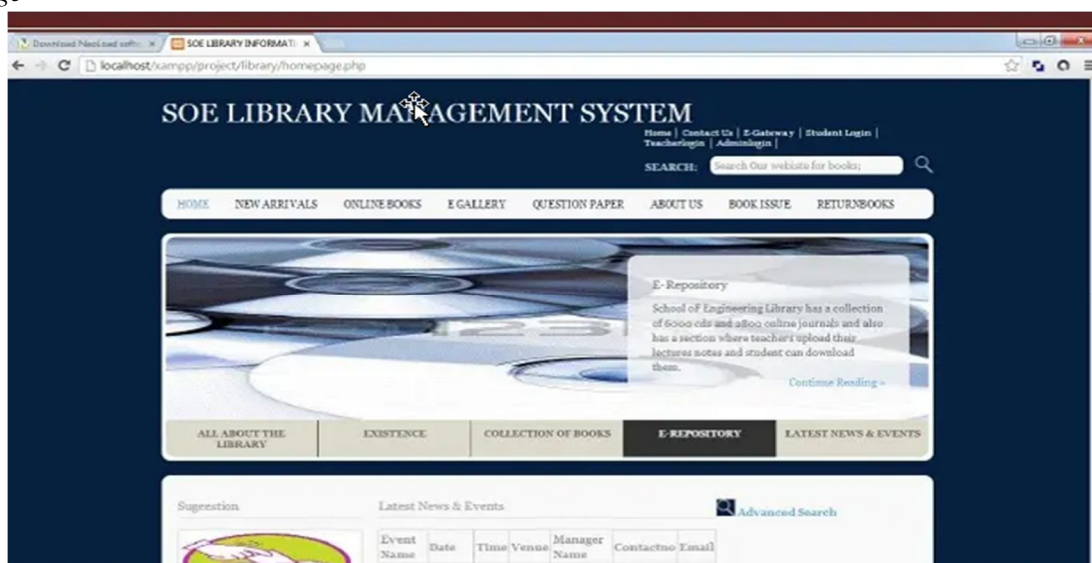 Download NeoLoad softw
SOE LIBRARY INFORMATI
localhost/xampp/project/library/homepage.php
SOE LIBRARY MANAGEMENT SYSTEM
Home | Contact Us | E-Gateway | Student Login |
Teacherlogin | Adminlogin |
SEARCH: Search Our webiste for books;
HOME NEW ARRIVALS ONLINE BOOKS E GALLERY QUESTION PAPER ABOUT US BOOK ISSUE RETURNBOOKS
E- Repository
School oF Engineering Library has a collection
of 6000 cds and 2800 online journals and also
has a section where teachers upload their
lectures notes and student can download
them.
Continue Reading »
ALL ABOUT THE
LIBRARY
EXISTENCE
COLLECTION OF BOOKS
E-REPOSITORY
LATEST NEWS & EVENTS
Sugeestion
Latest News & Events
Advanced Search
Event
Name
Date
Time
Venue
Manager
Name
Contactno
Email